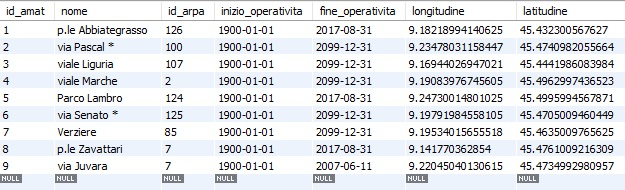 id_amat nome id_arpa inizio_operativita fine_operativita longitudine latitudine
1 p.le Abbiategrasso 126 1900-01-01 2017-08-31 9.18218994140625 45.432300567627
2 via Pascal * 100 1900-01-01 2099-12-31 9.23478031158447 45.4740982055664
3 viale Liguria 107 1900-01-01 2099-12-31 9.16944026947021 45.4441986083984
4 viale Marche 2 1900-01-01 2099-12-31 9.19083976745605 45.4962997436523
5 Parco Lambro 124 1900-01-01 2017-08-31 9.24730014801025 45.4995994567871
6 via Senato * 125 1900-01-01 2099-12-31 9.19791984558105 45.4705009460449
7 Verziere 85 1900-01-01 2099-12-31 9.19534015655518 45.4635009765625
8 p.le Zavattari 7 1900-01-01 2017-08-31 9.141770362854 45.4761009216309
9 via Juvara 7 1900-01-01 2007-06-11 9.22045040130615 45.4734992980957
NULL NULL NULL NULL NULL NULL NULL